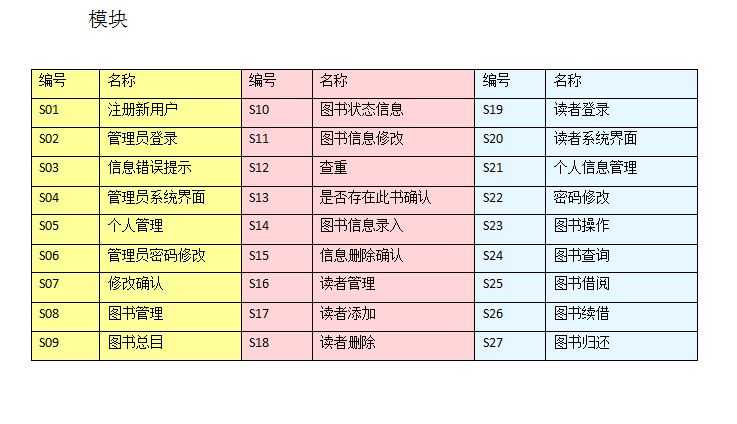 模块
编号 名称 编号 名称 编号 名称
S01 注册新用户 S10 图书状态信息 S19 读者登录
S02 管理员登录 S11 图书信息修改 S20 读者系统界面
S03 信息错误提示 S12 查重 S21 个人信息管理
S04 管理员系统界面 S13 是否存在此书确认 S22 密码修改
S05 个人管理 S14 图书信息录入 S23 图书操作
S06 管理员密码修改 S15 信息删除确认 S24 图书查询
S07 修改确认 S16 读者管理 S25 图书借阅
S08 图书管理 S17 读者添加 S26 图书续借
S09 图书总目 S18 读者删除 S27 图书归还